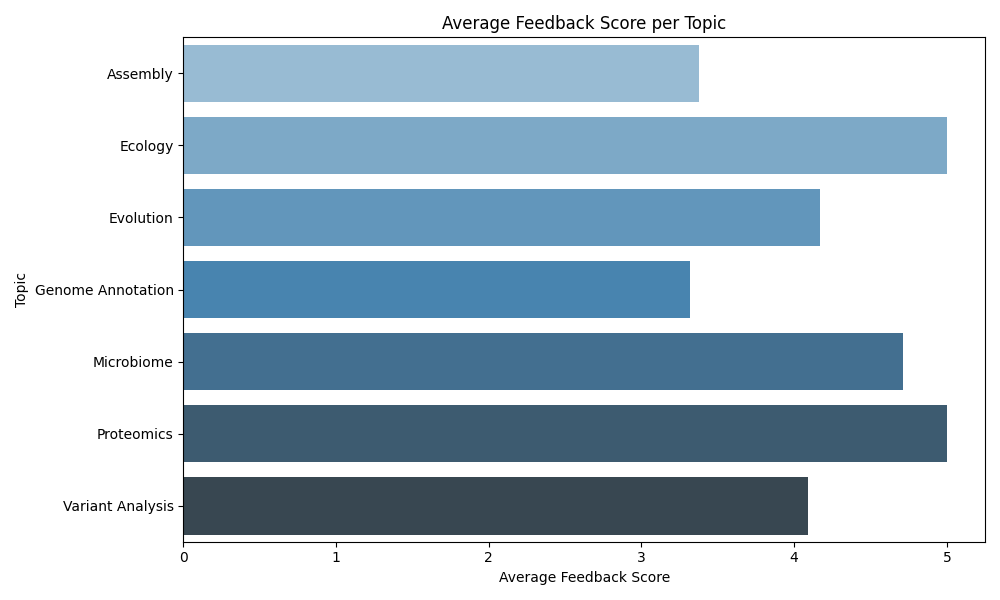 Average Feedback Score per Topic
Topic
Assembly
Ecology
Evolution
Genome Annotation
Microbiome
Proteomics
Variant Analysis
0 1 2 3 4 5
Average Feedback Score